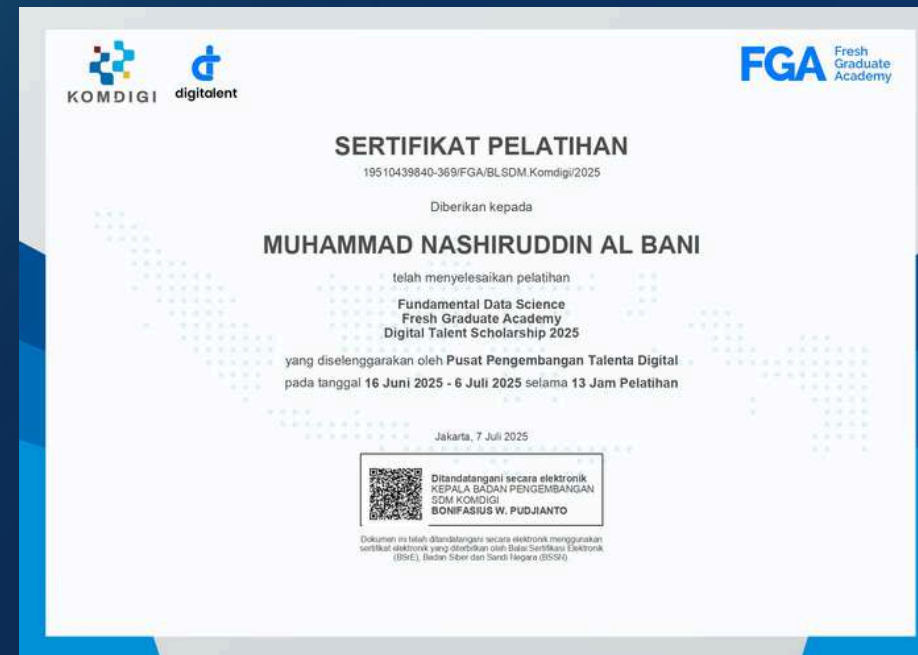 KOMDIGI
digitalent
FGA Fresh
Graduate
Academy
SERTIFIKAT PELATIHAN
19510439840-369/FGA/BLSDM.Komdigi/2025
Diberikan kepada
MUHAMMAD NASHIRUDDIN AL BANI
telah menyelesaikan pelatihan
Fundamental Data Science
Fresh Graduate Academy
Digital Talent Scholarship 2025
yang diselenggarakan oleh Pusat Pengembangan Talenta Digital
pada tanggal 16 Juni 2025 - 6 Juli 2025 selama 13 Jam Pelatihan
Jakarta, 7 Juli 2025
Ditandatangani secara elektronik
KEPALA BADAN PENGEMBANGAN
SDM KOMDIGI
BONIFASIUS W. PUDJIANTO
Dokumen ini telah ditandatangani secara elektronik menggunakan
sertifikat elektronik yang diterbitkan oleh Balai Sertifikasi Elektronik
(BSrE), Badan Siber dan Sandi Negara (BSSN)